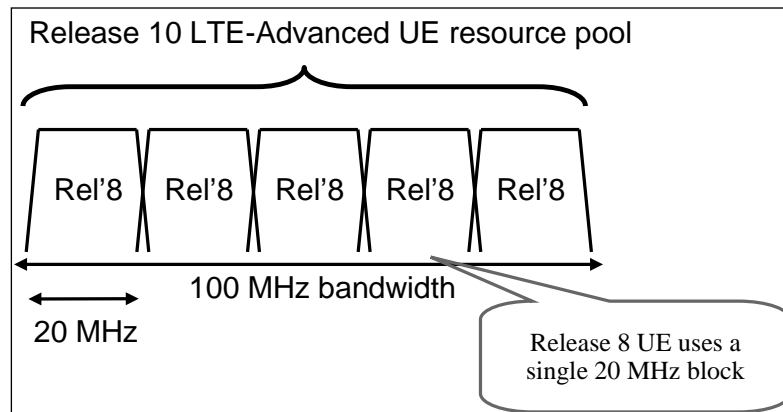 Release 10 LTE-Advanced UE resource pool
Rel'8 Rel'8 Rel'8 Rel'8 Rel'8
100 MHz bandwidth
20 MHz
Release 8 UE uses a
single 20 MHz block